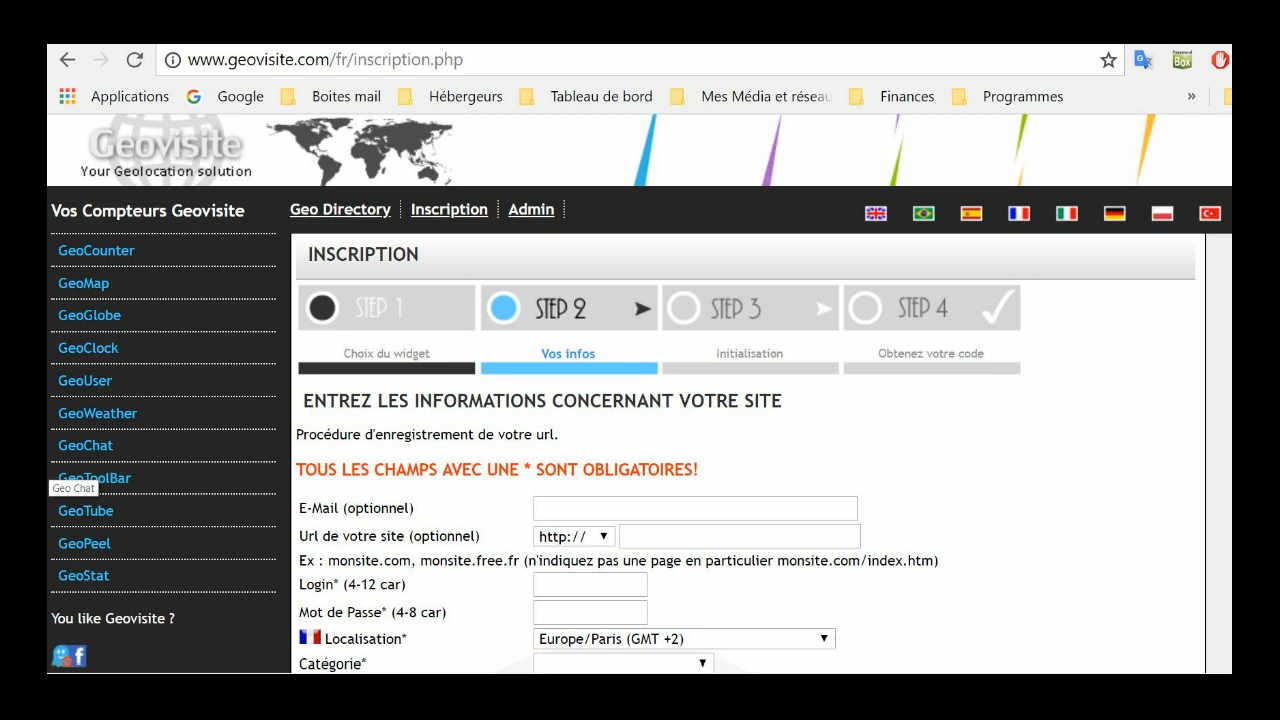 www.geovisite.com/fr/inscription.php
Password
BOX
Applications Google Boites mail Hébergeurs Tableau de bord Mes Média et réseau Finances Programmes »
Geovisite
Your Geolocation solution
Vos Compteurs Geovisite
Geo Directory Inscription Admin
GeoCounter
GeoMap
GeoGlobe
GeoClock
GeoUser
GeoWeather
GeoChat
GeoToolBar
Geo Chat
GeoTube
GeoPeel
GeoStat
You like Geovisite ?
INSCRIPTION
STEP 1 STEP 2 STEP 3 STEP 4
Choix du widget Vos infos Initialisation Obtenez votre code
ENTREZ LES INFORMATIONS CONCERNANT VOTRE SITE
Procédure d'enregistrement de votre url.
TOUS LES CHAMPS AVEC UNE * SONT OBLIGATOIRES!
E-Mail (optionnel)
Url de votre site (optionnel) http://
Ex : monsite.com, monsite.free.fr (n'indiquez pas une page en particulier monsite.com/index.htm)
Login* (4-12 car)
Mot de Passe* (4-8 car)
Localisation* Europe/Paris (GMT +2)
Catégorie*